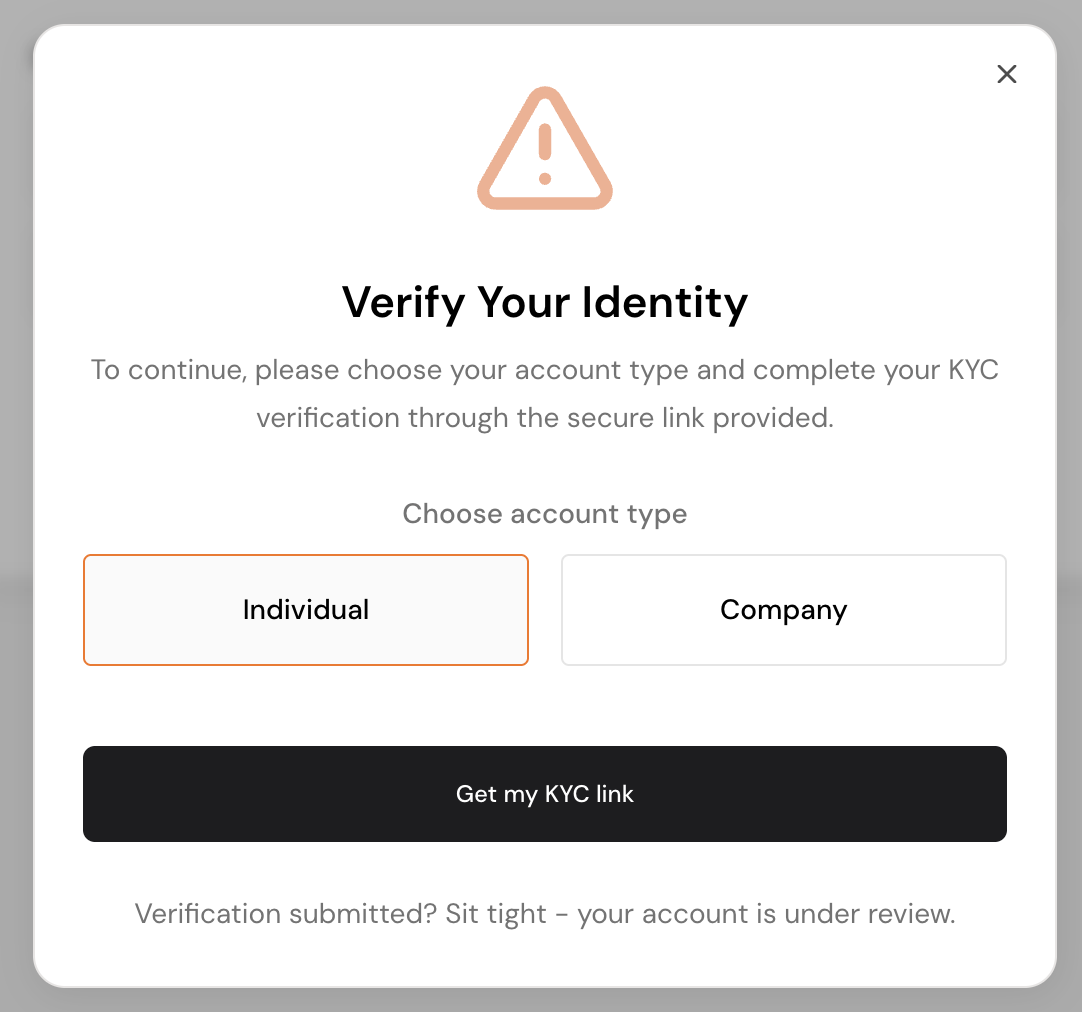 Verify Your Identity
To continue, please choose your account type and complete your KYC
verification through the secure link provided.
Choose account type
Individual
Company
Get my KYC link
Verification submitted? Sit tight – your account is under review.